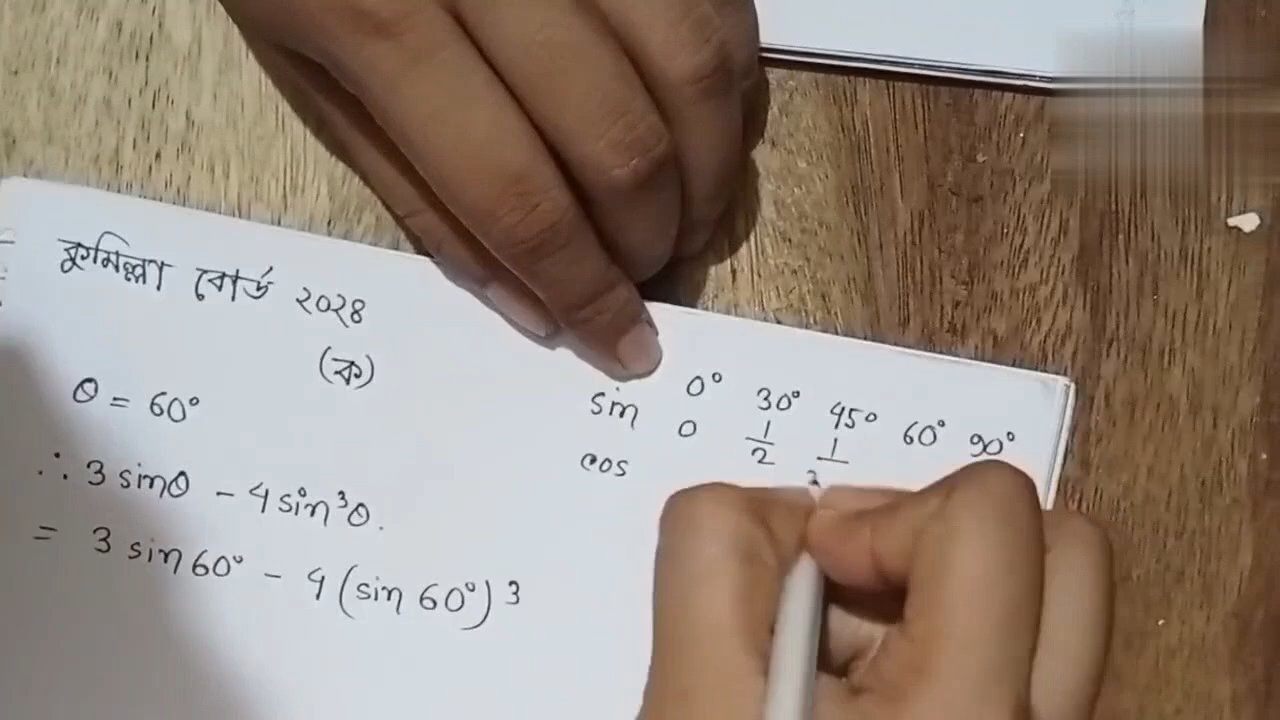 কুমিল্লা বোর্ড ২০২৪
(ক)
θ = 60°
∴ 3 sinθ - 4 sin³θ.
= 3 sin 60° - 4 (sin 60°)³
0° 30° 45° 60° 90°
sin 0 1/2 1/
cos